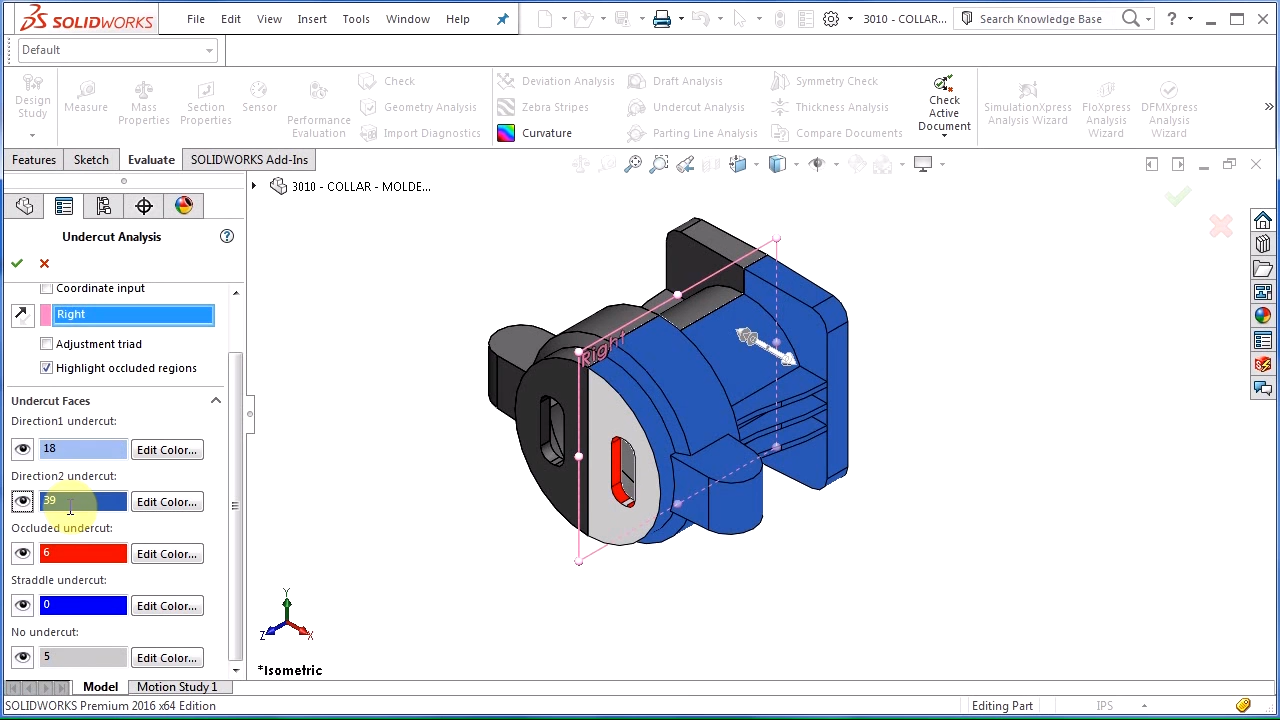 SOLIDWORKS File Edit View Insert Tools Window Help 3010 - COLLAR... Search Knowledge Base ?
Default
Design Study
Measure
Mass Properties
Section Properties
Sensor
Performance Evaluation
Check
Geometry Analysis
Import Diagnostics
Deviation Analysis
Zebra Stripes
Curvature
Draft Analysis
Undercut Analysis
Parting Line Analysis
Symmetry Check
Thickness Analysis
Compare Documents
Check Active Document
SimulationXpress Analysis Wizard
FloXpress Analysis Wizard
DFMXpress Analysis Wizard
Features Sketch Evaluate SOLIDWORKS Add-Ins
3010 - COLLAR - MOLDE...
Undercut Analysis ?
Coordinate input
Right
Adjustment triad
Highlight occluded regions
Undercut Faces
Direction1 undercut:
18 Edit Color...
Direction2 undercut:
39 Edit Color...
Occluded undercut:
6 Edit Color...
Straddle undercut:
0 Edit Color...
No undercut:
5 Edit Color...
Right
Y
Z X
*Isometric
Model Motion Study 1
SOLIDWORKS Premium 2016 x64 Edition Editing Part IPS